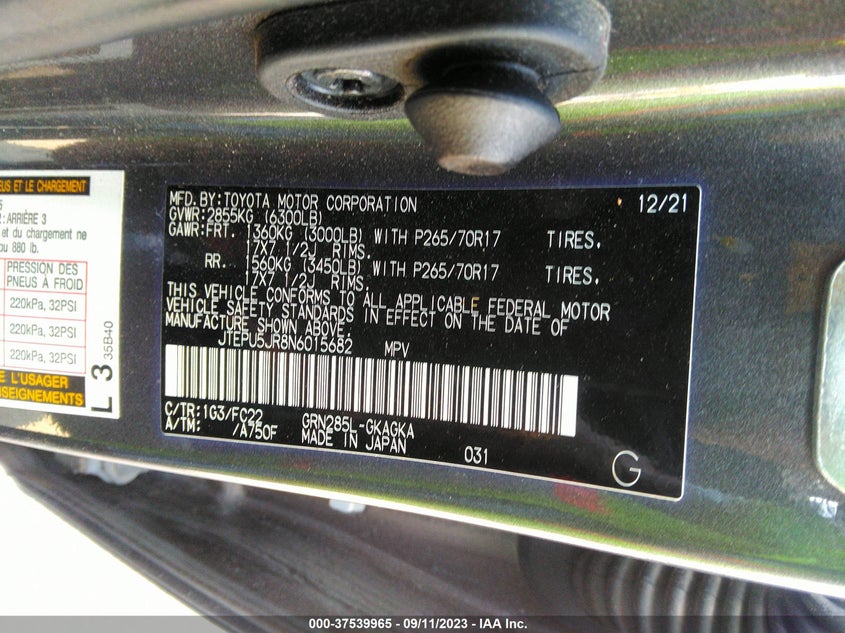 EUS ET LE CHARGEMENT
5
: ARRIÈRE 3
et du chargement ne
u 880 lb.
PRESSION DES
PNEUS À FROID
220kPa, 32PSI
220kPa, 32PSI
220kPa, 32PSI
E L'USAGER
SEIGNEMENTS
L 3 35B40
MFD. BY: TOYOTA MOTOR CORPORATION 12/21
GVWR: 2855KG (6300LB)
GAWR: FRT. 1360KG (3000LB) WITH P265/70R17 TIRES.
17X7 1/2J RIMS.
RR. 1560KG (3450LB) WITH P265/70R17 TIRES.
17X7 1/2J RIMS.
THIS VEHICLE CONFORMS TO ALL APPLICABLE FEDERAL MOTOR
VEHICLE SAFETY STANDARDS IN EFFECT ON THE DATE OF
MANUFACTURE SHOWN ABOVE.
JTEPU5JR8N6015682 MPV
C/TR: 1G3/FC22 GRN285L-GKAGKA
A/TM: /A750F MADE IN JAPAN 031
G
000-37539965 - 09/11/2023 - IAA Inc.